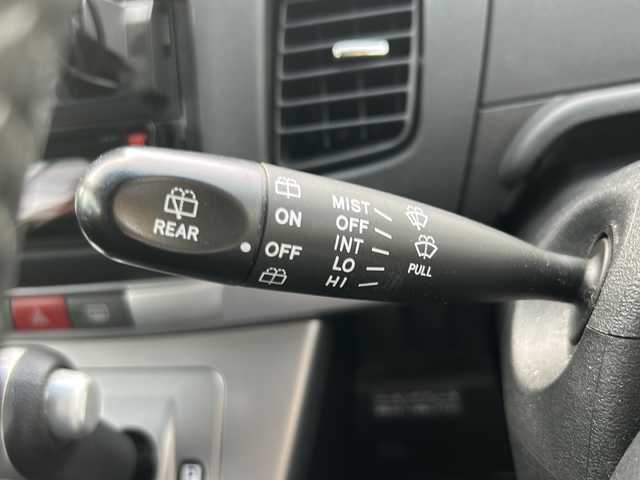 REAR
ON
OFF
MIST
OFF
INT
LO
HI
PULL